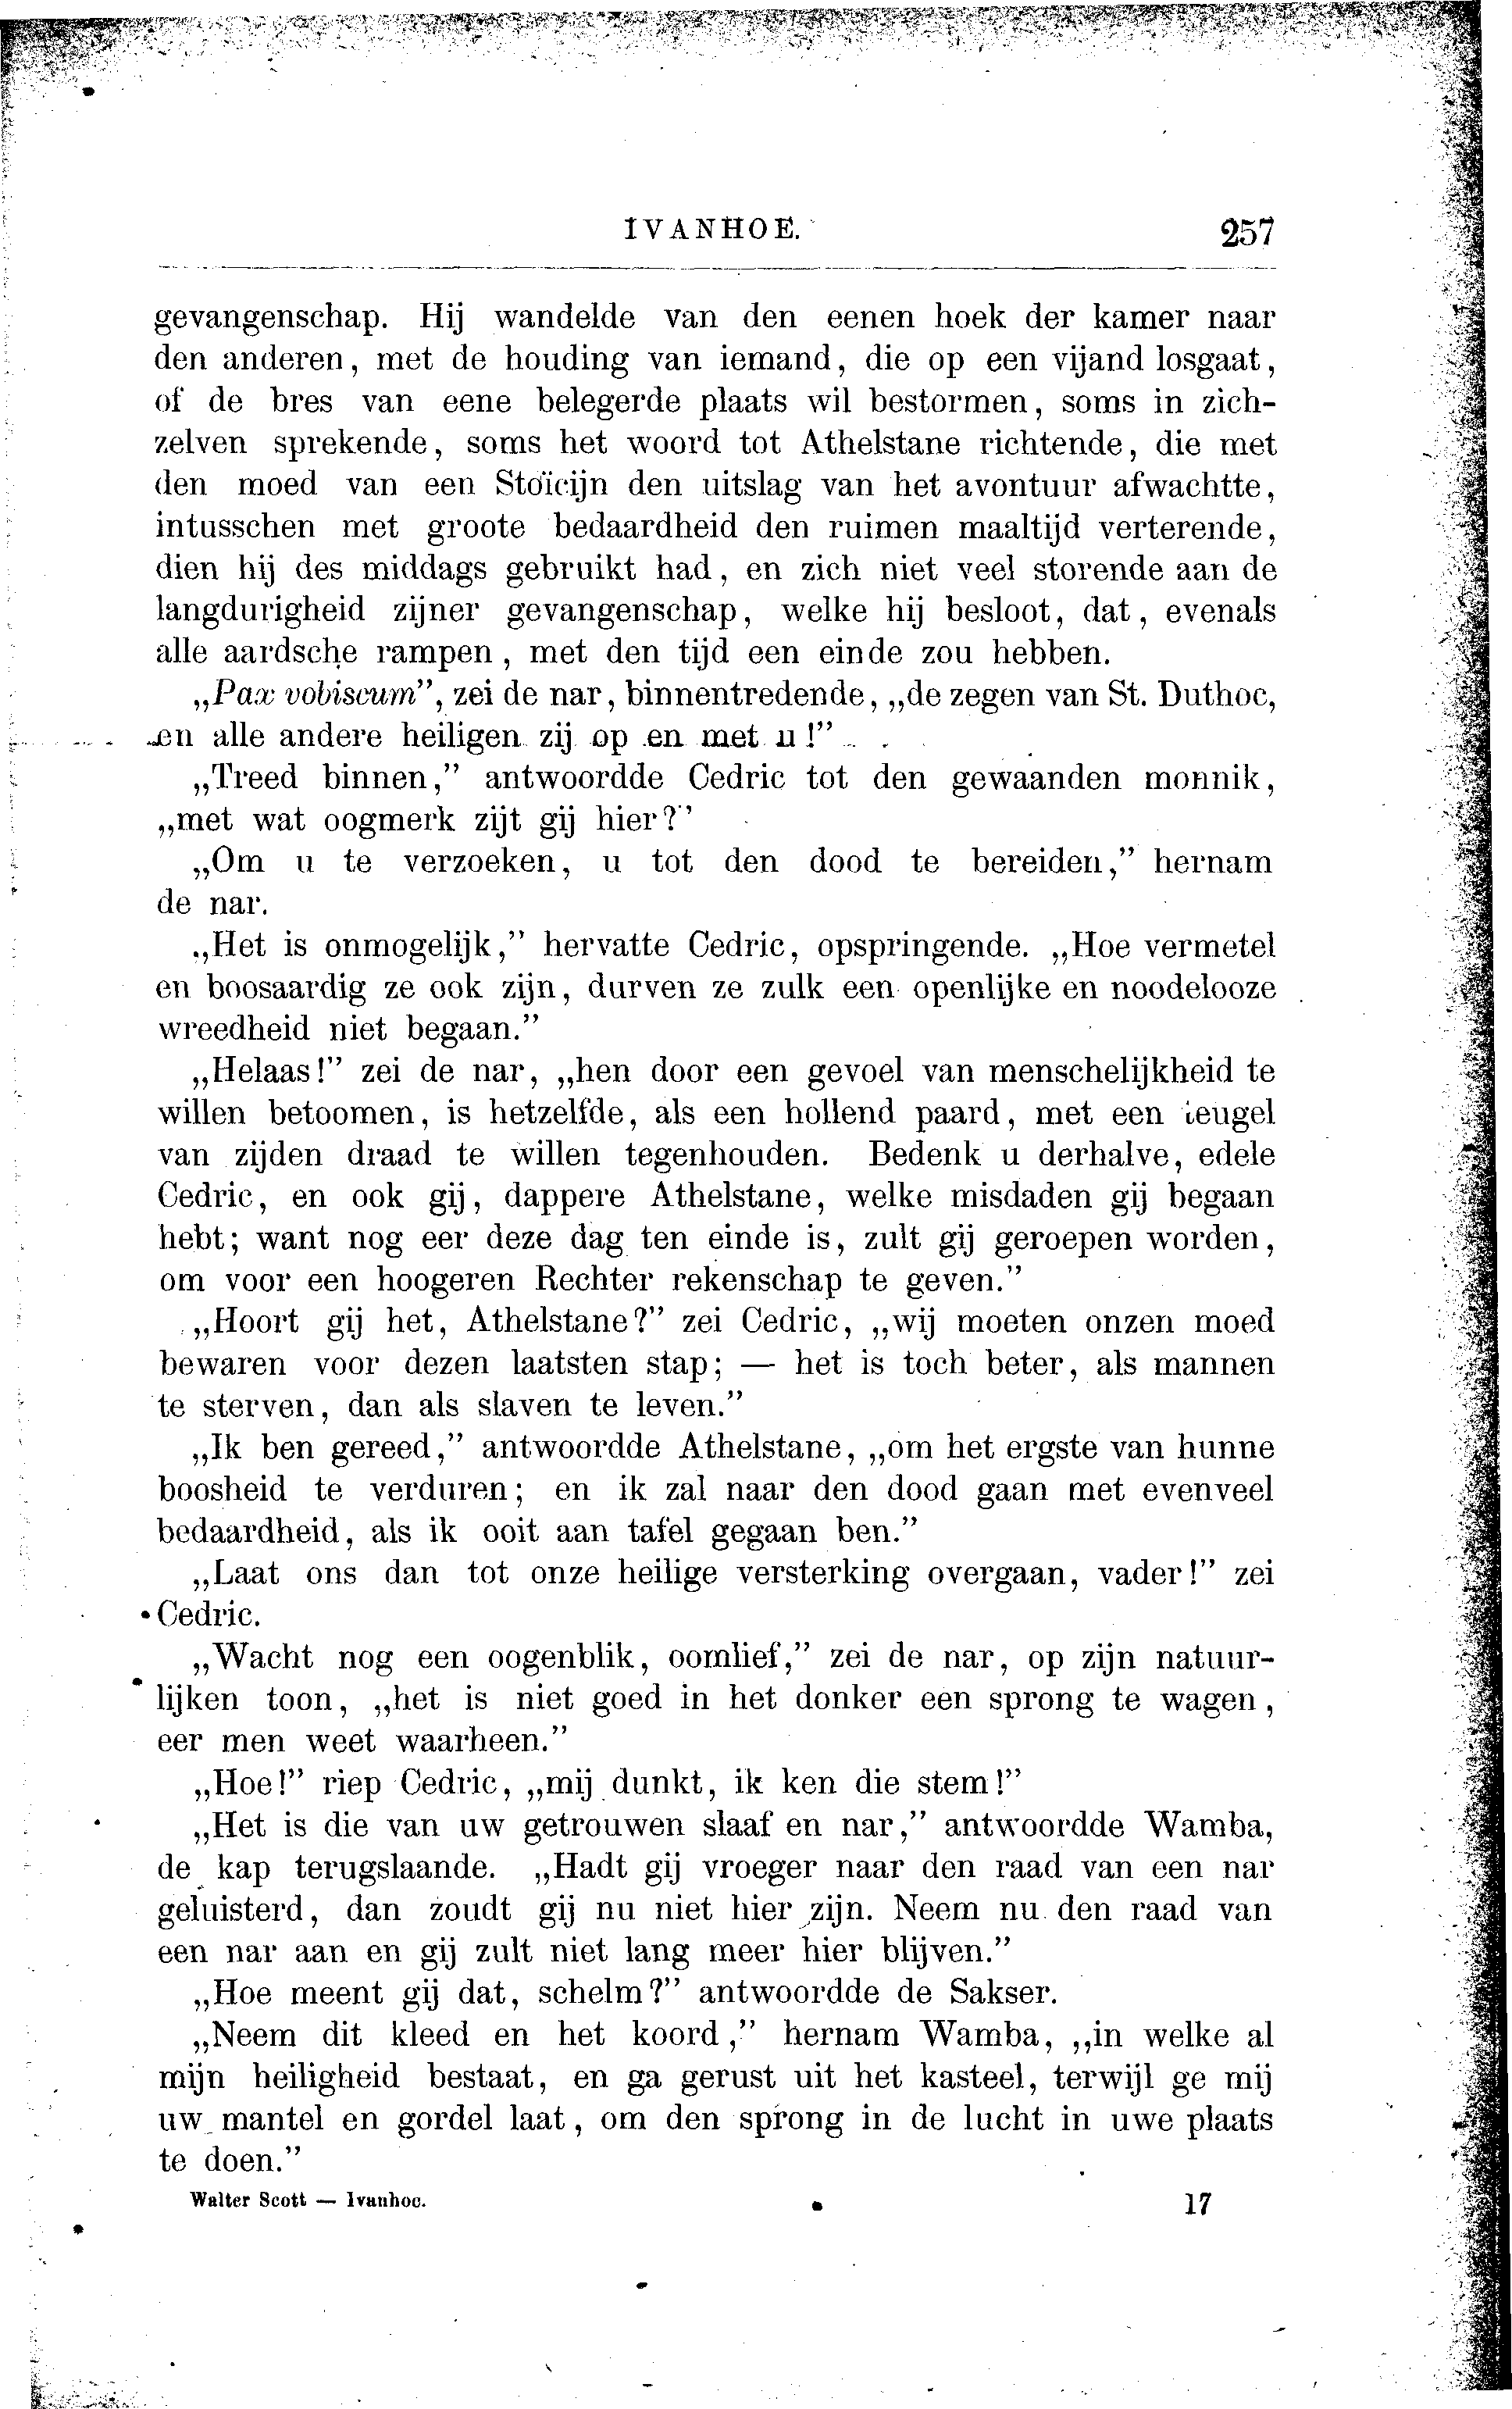 IVANHOE. 257
gevangenschap. Hij wandelde van den eenen hoek der kamer naar
den anderen, met de houding van iemand, die op een vijand losgaat,
of de bres van eene belegerde plaats wil bestormen, soms in zich-
zelven sprekende, soms het woord tot Athelstane richtende, die met
den moed van een Stoïcijn den uitslag van het avontuur afwachtte,
intusschen met groote bedaardheid den ruimen maaltijd verterende,
dien hij des middags gebruikt had, en zich niet veel storende aan de
langdurigheid zijner gevangenschap, welke hij besloot, dat, evenals
alle aardsche rampen, met den tijd een einde zou hebben.
„Pax vobiscum”, zei de nar, binnentredende, „de zegen van St. Duthoc,
en alle andere heiligen zij op en met u!”
„Treed binnen,” antwoordde Cedric tot den gewaanden monnik,
„met wat oogmerk zijt gij hier?”
„Om u te verzoeken, u tot den dood te bereiden,” hernam
de nar.
„Het is onmogelijk,” hervatte Cedric, opspringende. „Hoe vermetel
en boosaardig ze ook zijn, durven ze zulk een openlijke en noodelooze
wreedheid niet begaan.”
„Helaas!” zei de nar, „hen door een gevoel van menschelijkheid te
willen betoomen, is hetzelfde, als een hollend paard, met een teugel
van zijden draad te willen tegenhouden. Bedenk u derhalve, edele
Cedric, en ook gij, dappere Athelstane, welke misdaden gij begaan
hebt; want nog eer deze dag ten einde is, zult gij geroepen worden,
om voor een hoogeren Rechter rekenschap te geven.”
„Hoort gij het, Athelstane?” zei Cedric, „wij moeten onzen moed
bewaren voor dezen laatsten stap; — het is toch beter, als mannen
te sterven, dan als slaven te leven.”
„Ik ben gereed,” antwoordde Athelstane, „om het ergste van hunne
boosheid te verduren; en ik zal naar den dood gaan met evenveel
bedaardheid, als ik ooit aan tafel gegaan ben.”
„Laat ons dan tot onze heilige versterking overgaan, vader!” zei
Cedric.
„Wacht nog een oogenblik, oomlief,” zei de nar, op zijn natuur-
lijken toon, „het is niet goed in het donker een sprong te wagen,
eer men weet waarheen.”
„Hoe!” riep Cedric, „mij dunkt, ik ken die stem!”
„Het is die van uw getrouwen slaaf en nar,” antwoordde Wamba,
de kap terugslaande. „Hadt gij vroeger naar den raad van een nar
geluisterd, dan zoudt gij nu niet hier zijn. Neem nu den raad van
een nar aan en gij zult niet lang meer hier blijven.”
„Hoe meent gij dat, schelm?” antwoordde de Sakser.
„Neem dit kleed en het koord,” hernam Wamba, „in welke al
mijn heiligheid bestaat, en ga gerust uit het kasteel, terwijl ge mij
uw mantel en gordel laat, om den sprong in de lucht in uwe plaats
te doen.”
Walter Scott — Ivanhoe. 17